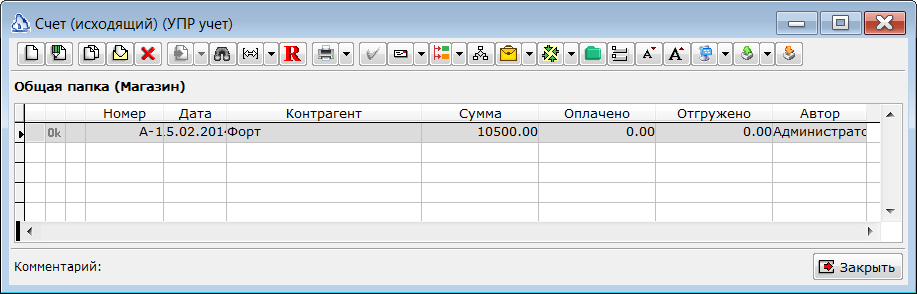 Счет (исходящий) (УПР учет)
R A A
Общая папка (Магазин)
Номер Дата Контрагент Сумма Оплачено Отгружено Автор
Ok А-1 5.02.201 Форт 10500.00 0.00 0.00 Администрато
Комментарий: Закрыть